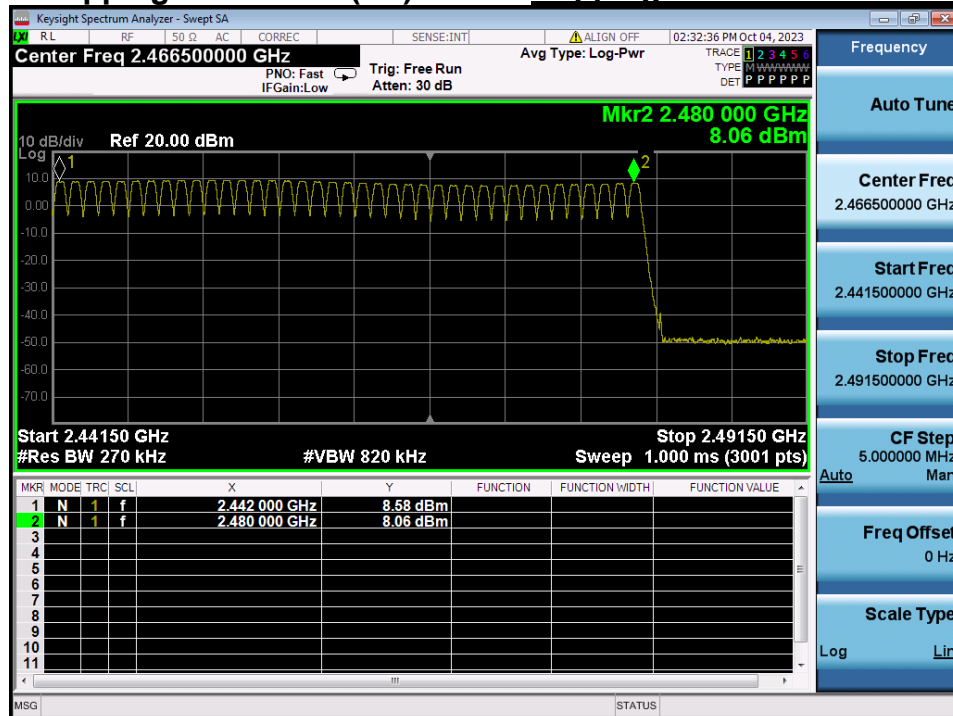 Keysight Spectrum Analyzer - Swept SA
LXI RL RF 50 Ω AC CORREC SENSE:INT ALIGN OFF 02:32:36 PM Oct 04, 2023
Center Freq 2.466500000 GHz Avg Type: Log-Pwr TRACE 1 2 3 4 5 6
PNO: Fast Trig: Free Run TYPE M WWWWW
IFGain:Low Atten: 30 dB DET P P P P P P
Mkr2 2.480 000 GHz
10 dB/div Ref 20.00 dBm 8.06 dBm
Log
1
2
10.0
0.00
-10.0
-20.0
-30.0
-40.0
-50.0
-60.0
-70.0
Start 2.44150 GHz Stop 2.49150 GHz
#Res BW 270 kHz #VBW 820 kHz Sweep 1.000 ms (3001 pts)
MKR MODE TRC SCL X Y FUNCTION FUNCTION WIDTH FUNCTION VALUE
1 N 1 f 2.442 000 GHz 8.58 dBm
2 N 1 f 2.480 000 GHz 8.06 dBm
3
4
5
6
7
8
9
10
11
MSG STATUS
Frequency
Auto Tune
Center Freq
2.466500000 GHz
Start Freq
2.441500000 GHz
Stop Freq
2.491500000 GHz
CF Step
5.000000 MHz
Auto Man
Freq Offset
0 Hz
Scale Type
Log Lin